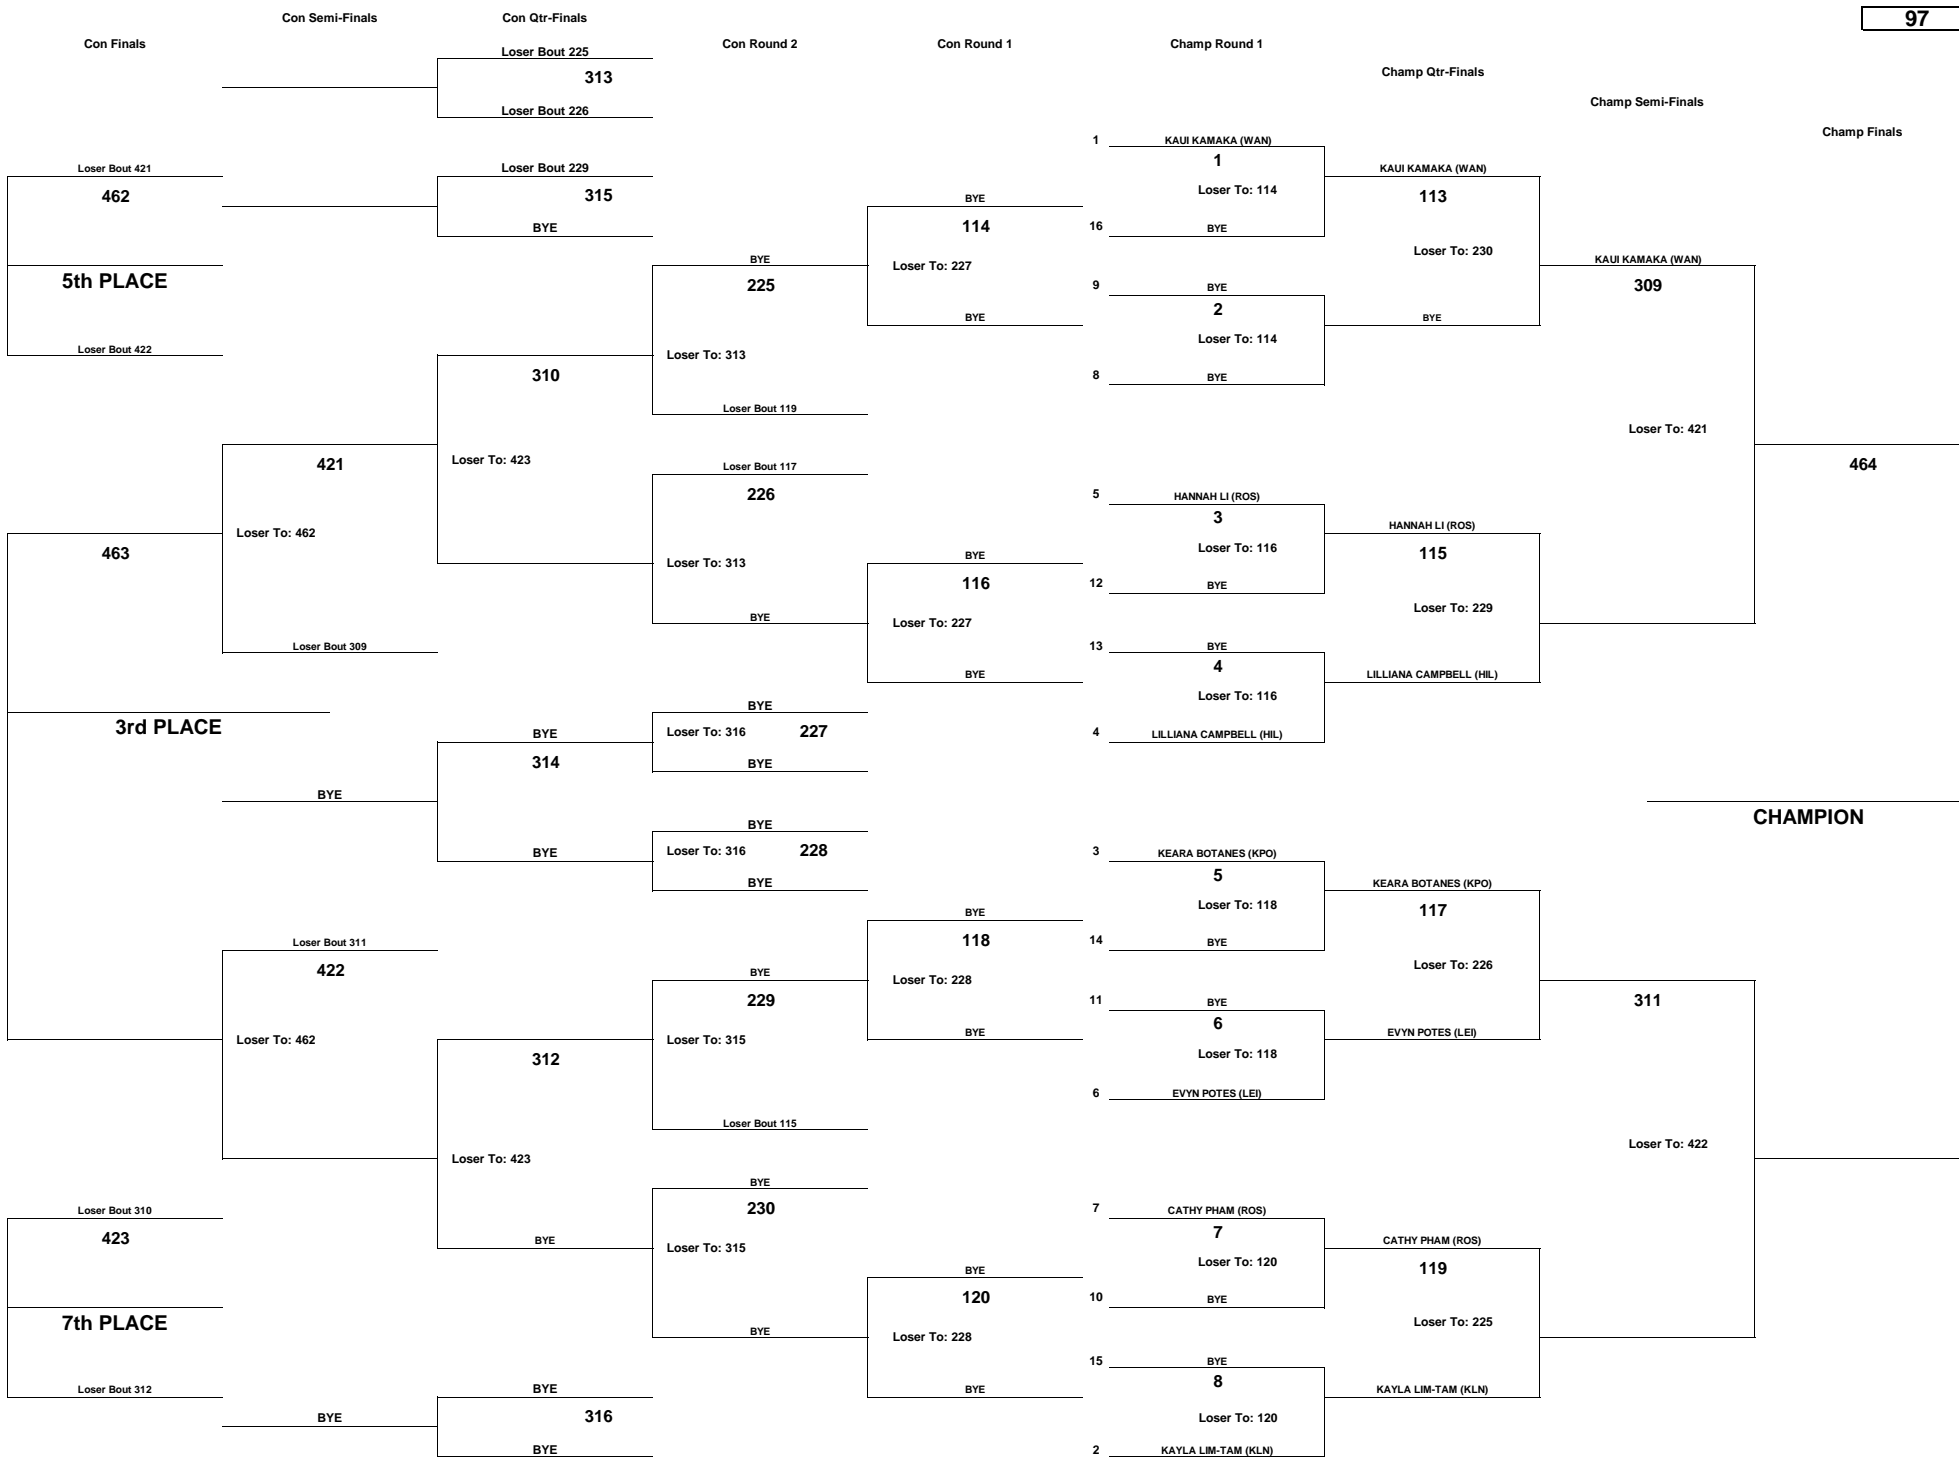 97
Con Semi-Finals
Con Qtr-Finals
Con Finals
Con Round 2
Con Round 1
Champ Round 1
Champ Qtr-Finals
Champ Semi-Finals
Champ Finals
Loser Bout 225
313
Loser Bout 226
Loser Bout 421
462
5th PLACE
Loser Bout 422
Loser Bout 229
315
BYE
BYE
225
Loser To: 313
Loser Bout 119
310
Loser To: 423
Loser Bout 117
226
Loser To: 313
BYE
421
Loser To: 462
Loser Bout 309
463
3rd PLACE
BYE
114
Loser To: 227
BYE
BYE
116
Loser To: 227
BYE
1 KAUI KAMAKA (WAN)
1
Loser To: 114
16 BYE
9 BYE
2
Loser To: 114
8 BYE
5 HANNAH LI (ROS)
3
Loser To: 116
12 BYE
13 BYE
4
Loser To: 116
4 LILLIANA CAMPBELL (HIL)
KAUI KAMAKA (WAN)
113
Loser To: 230
BYE
HANNAH LI (ROS)
115
Loser To: 229
LILLIANA CAMPBELL (HIL)
KAUI KAMAKA (WAN)
309
Loser To: 421
464
CHAMPION
BYE
Loser To: 316 227
BYE
BYE
314
BYE
BYE
BYE
Loser To: 316 228
BYE
Loser Bout 311
422
Loser To: 462
312
Loser To: 423
BYE
BYE
229
Loser To: 315
Loser Bout 115
BYE
230
Loser To: 315
BYE
BYE
118
Loser To: 228
BYE
BYE
120
Loser To: 228
BYE
3 KEARA BOTANES (KPO)
5
Loser To: 118
14 BYE
11 BYE
6
Loser To: 118
6 EVYN POTES (LEI)
7 CATHY PHAM (ROS)
7
Loser To: 120
10 BYE
15 BYE
8
Loser To: 120
2 KAYLA LIM-TAM (KLN)
KEARA BOTANES (KPO)
117
Loser To: 226
EVYN POTES (LEI)
CATHY PHAM (ROS)
119
Loser To: 225
KAYLA LIM-TAM (KLN)
311
Loser To: 422
Loser Bout 310
423
7th PLACE
Loser Bout 312
BYE
BYE
316
BYE